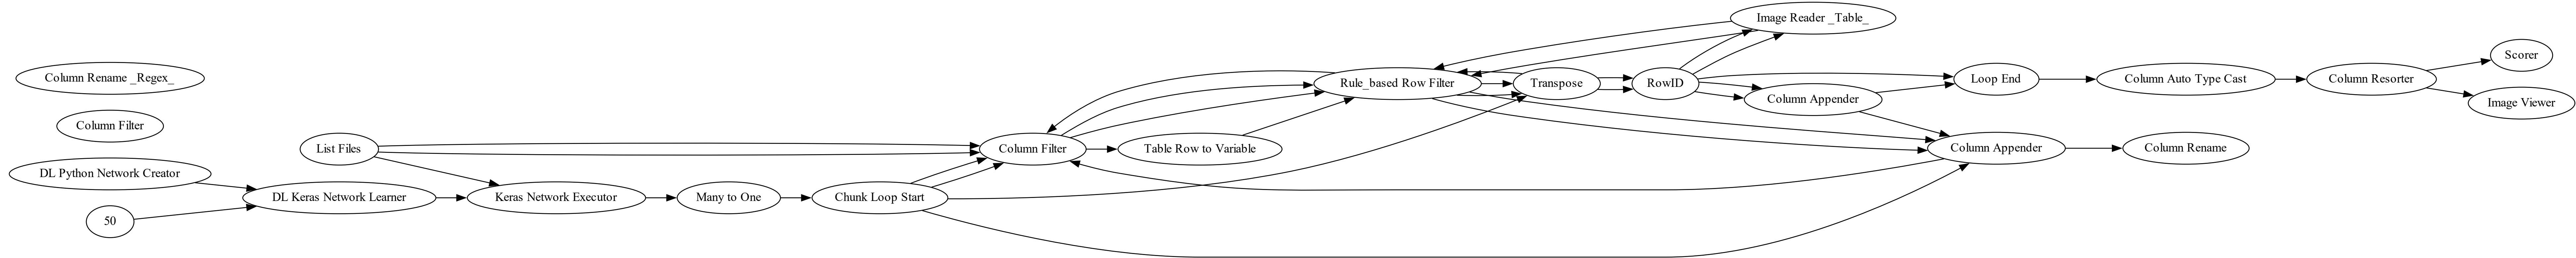 Column Rename _Regex_
Column Filter
DL Python Network Creator
50
List Files
DL Keras Network Learner
Keras Network Executor
Many to One
Chunk Loop Start
Column Filter
Table Row to Variable
Rule_based Row Filter
Transpose
RowID
Image Reader _Table_
Column Appender
Loop End
Column Appender
Column Auto Type Cast
Column Rename
Column Resorter
Scorer
Image Viewer